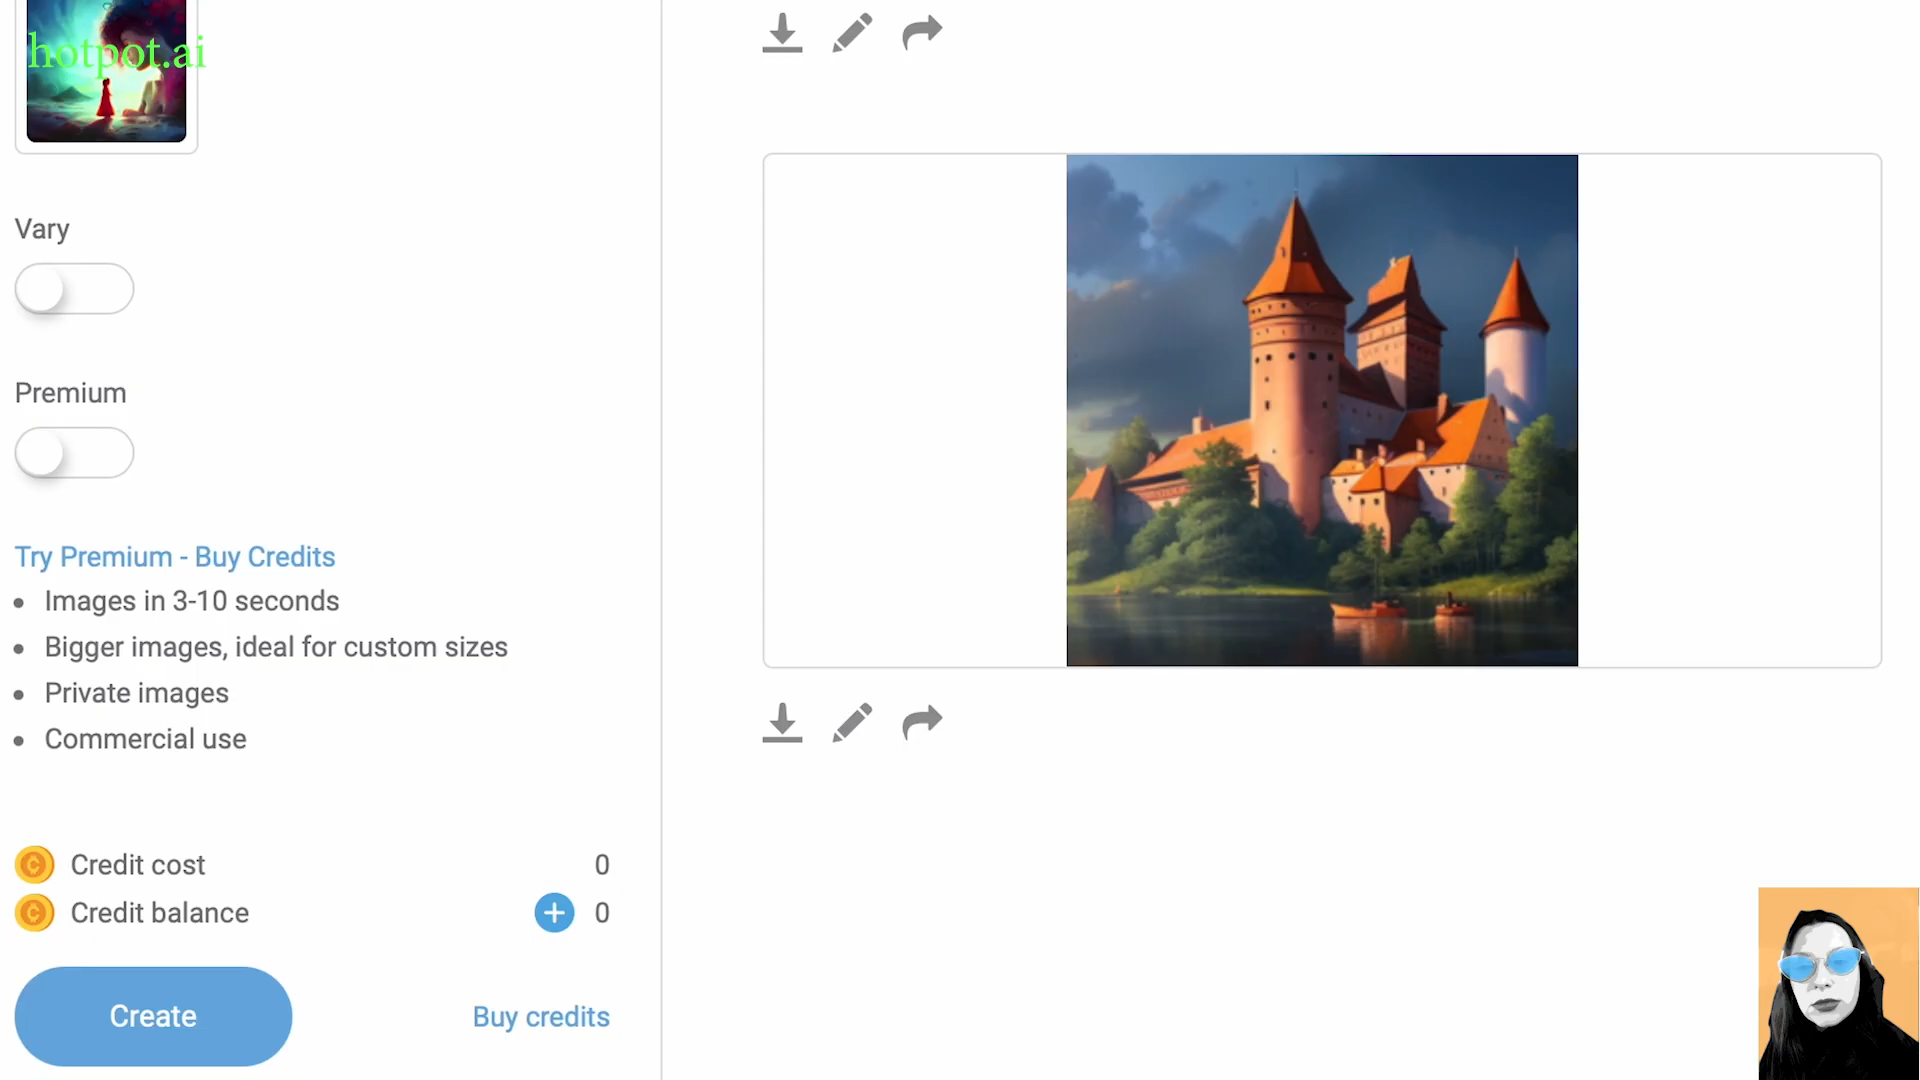 hotpot.ai
Vary
Premium
Try Premium - Buy Credits
Images in 3-10 seconds
Bigger images, ideal for custom sizes
Private images
Commercial use
Credit cost 0
Credit balance 0
Create
Buy credits